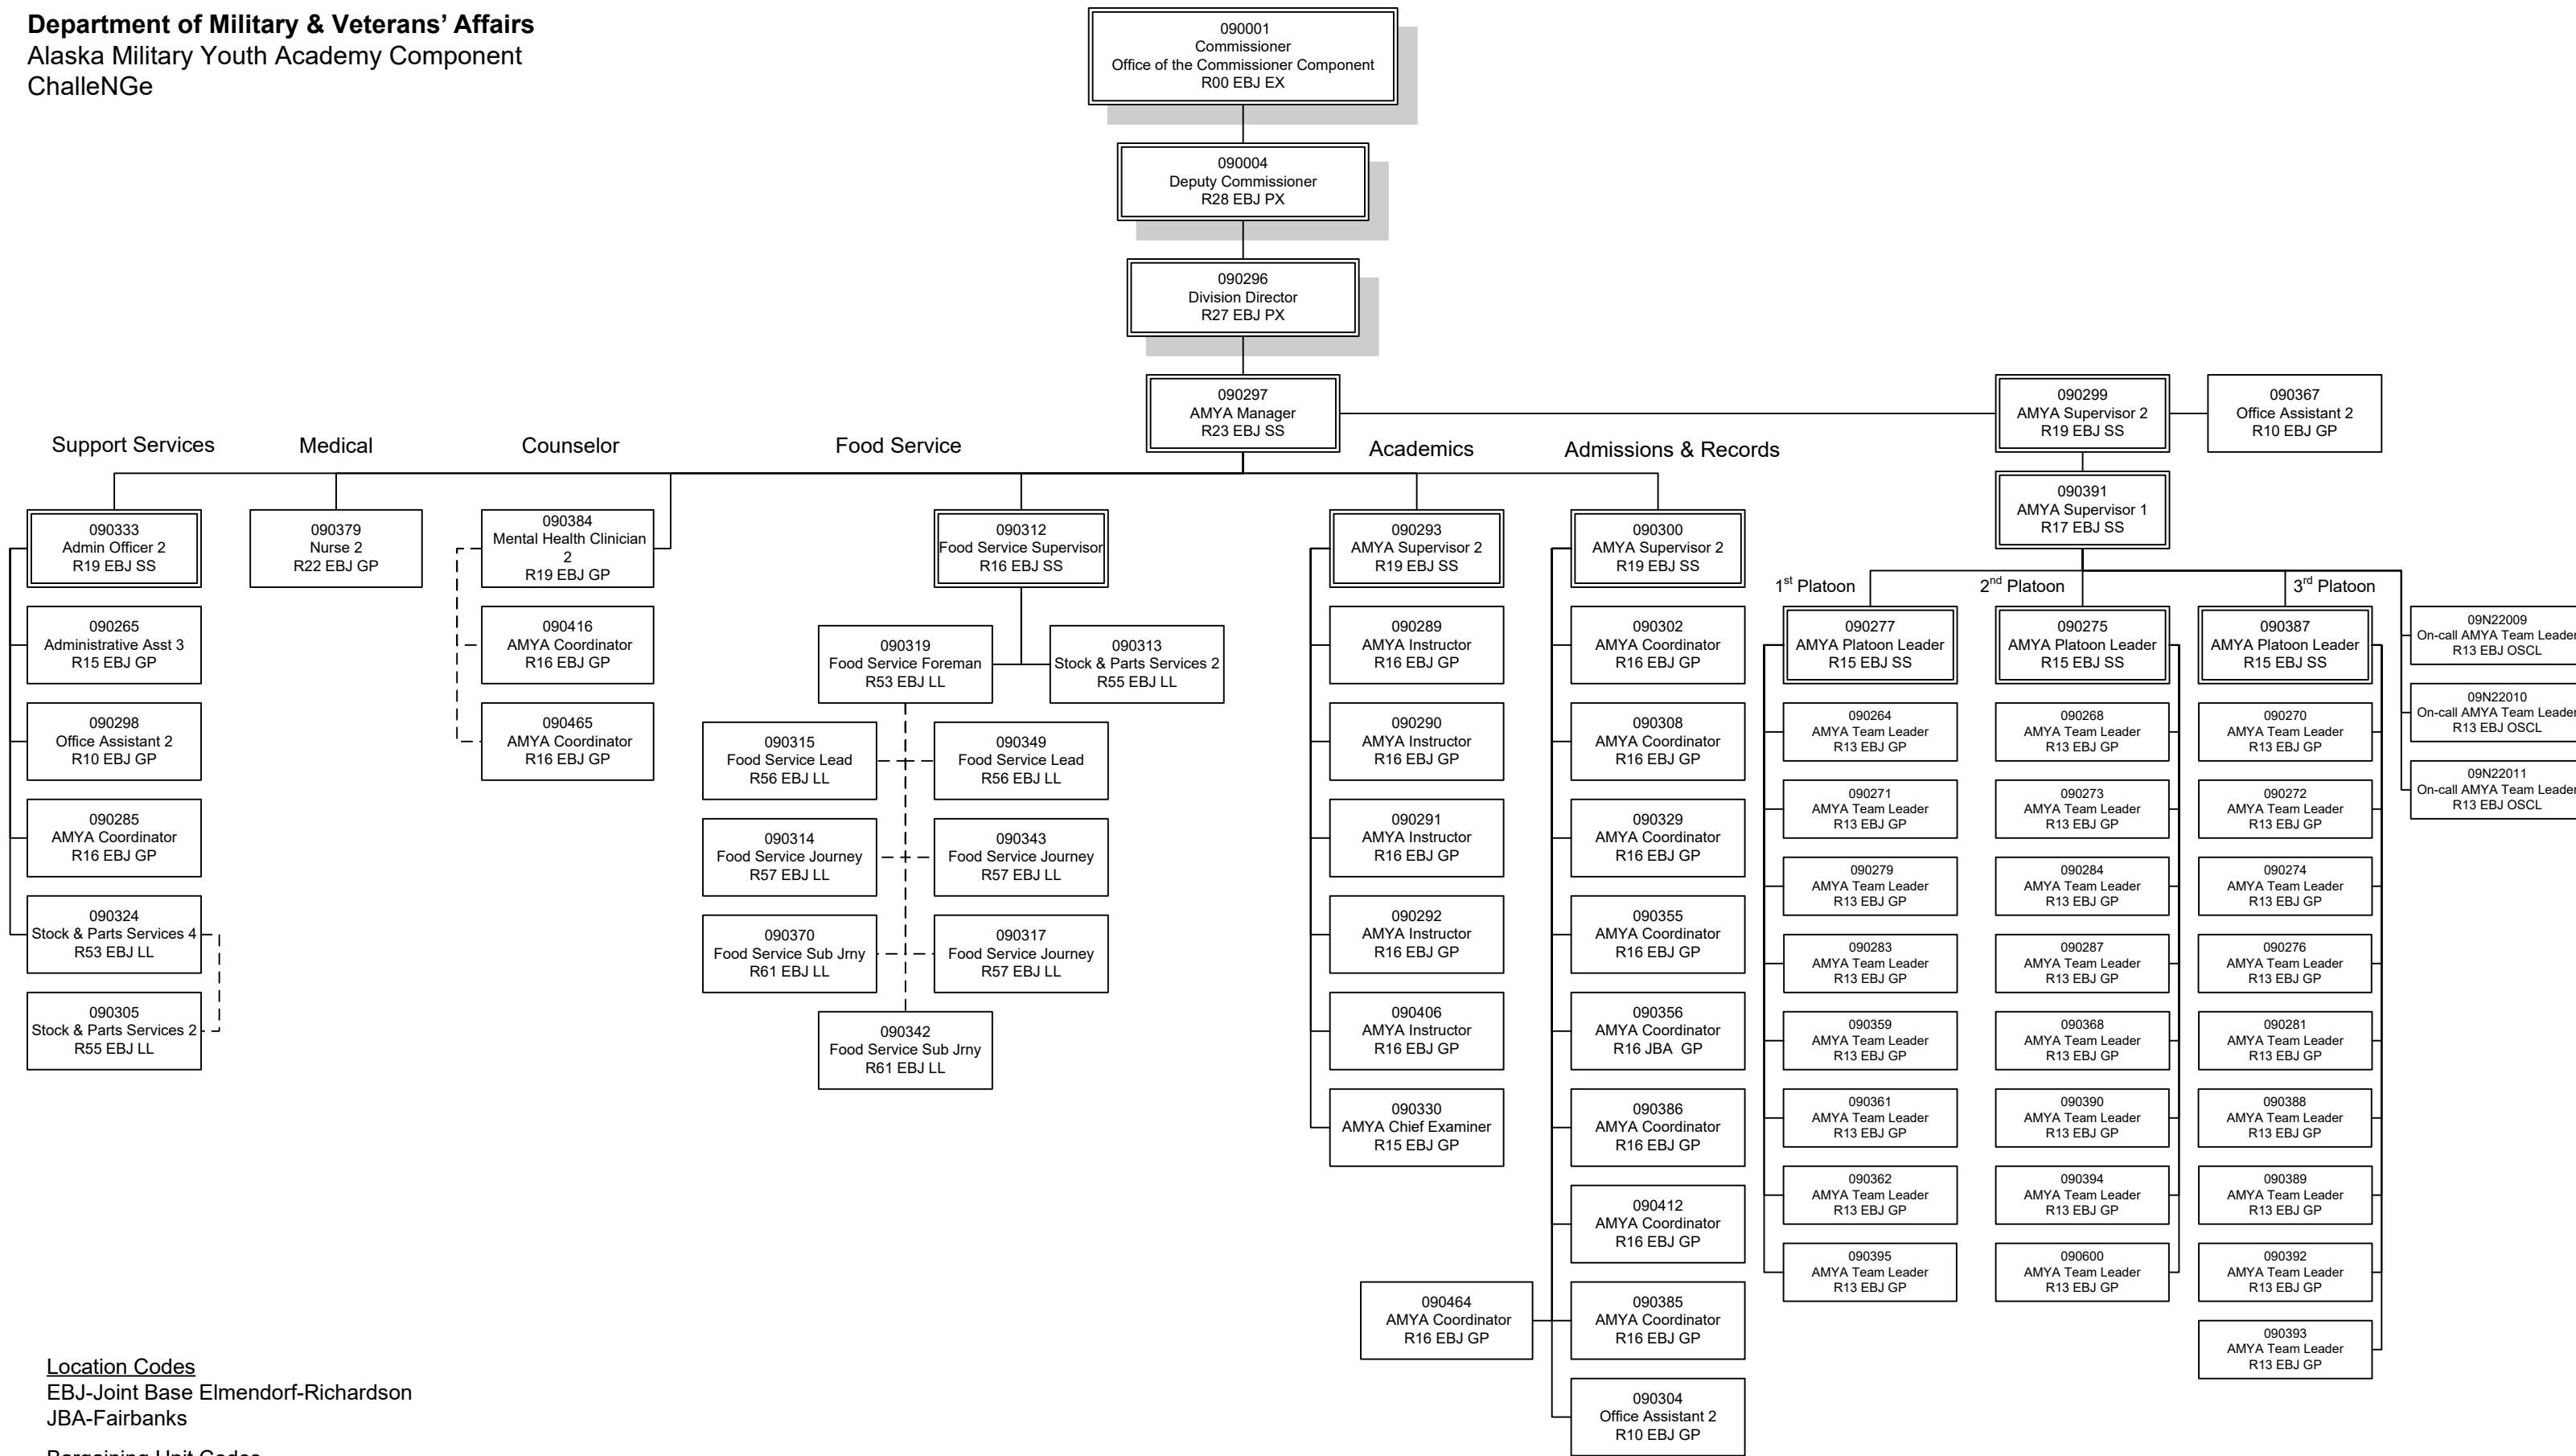 Department of Military & Veterans’ Affairs
Alaska Military Youth Academy Component
ChalleNGe
090001
Commissioner
Office of the Commissioner Component
R00 EBJ EX
090004
Deputy Commissioner
R28 EBJ PX
090296
Division Director
R27 EBJ PX
090297
AMYA Manager
R23 EBJ SS
090299
AMYA Supervisor 2
R19 EBJ SS
090367
Office Assistant 2
R10 EBJ GP
090391
AMYA Supervisor 1
R17 EBJ SS
Support Services
090333
Admin Officer 2
R19 EBJ SS
090265
Administrative Asst 3
R15 EBJ GP
090298
Office Assistant 2
R10 EBJ GP
090285
AMYA Coordinator
R16 EBJ GP
090324
Stock & Parts Services 4
R53 EBJ LL
090305
Stock & Parts Services 2
R55 EBJ LL
Medical
090379
Nurse 2
R22 EBJ GP
Counselor
090384
Mental Health Clinician
2
R19 EBJ GP
090416
AMYA Coordinator
R16 EBJ GP
090465
AMYA Coordinator
R16 EBJ GP
Food Service
090312
Food Service Supervisor
R16 EBJ SS
090319
Food Service Foreman
R53 EBJ LL
090313
Stock & Parts Services 2
R55 EBJ LL
090315
Food Service Lead
R56 EBJ LL
090349
Food Service Lead
R56 EBJ LL
090314
Food Service Journey
R57 EBJ LL
090343
Food Service Journey
R57 EBJ LL
090370
Food Service Sub Jrny
R61 EBJ LL
090317
Food Service Journey
R57 EBJ LL
090342
Food Service Sub Jrny
R61 EBJ LL
Academics
090293
AMYA Supervisor 2
R19 EBJ SS
090289
AMYA Instructor
R16 EBJ GP
090290
AMYA Instructor
R16 EBJ GP
090291
AMYA Instructor
R16 EBJ GP
090292
AMYA Instructor
R16 EBJ GP
090406
AMYA Instructor
R16 EBJ GP
090330
AMYA Chief Examiner
R15 EBJ GP
Admissions & Records
090300
AMYA Supervisor 2
R19 EBJ SS
090302
AMYA Coordinator
R16 EBJ GP
090308
AMYA Coordinator
R16 EBJ GP
090329
AMYA Coordinator
R16 EBJ GP
090355
AMYA Coordinator
R16 EBJ GP
090356
AMYA Coordinator
R16 JBA GP
090386
AMYA Coordinator
R16 EBJ GP
090412
AMYA Coordinator
R16 EBJ GP
090464
AMYA Coordinator
R16 EBJ GP
090385
AMYA Coordinator
R16 EBJ GP
090304
Office Assistant 2
R10 EBJ GP
1st Platoon
090277
AMYA Platoon Leader
R15 EBJ SS
090264
AMYA Team Leader
R13 EBJ GP
090271
AMYA Team Leader
R13 EBJ GP
090279
AMYA Team Leader
R13 EBJ GP
090283
AMYA Team Leader
R13 EBJ GP
090359
AMYA Team Leader
R13 EBJ GP
090361
AMYA Team Leader
R13 EBJ GP
090362
AMYA Team Leader
R13 EBJ GP
090395
AMYA Team Leader
R13 EBJ GP
2nd Platoon
090275
AMYA Platoon Leader
R15 EBJ SS
090268
AMYA Team Leader
R13 EBJ GP
090273
AMYA Team Leader
R13 EBJ GP
090284
AMYA Team Leader
R13 EBJ GP
090287
AMYA Team Leader
R13 EBJ GP
090368
AMYA Team Leader
R13 EBJ GP
090390
AMYA Team Leader
R13 EBJ GP
090394
AMYA Team Leader
R13 EBJ GP
090600
AMYA Team Leader
R13 EBJ GP
3rd Platoon
090387
AMYA Platoon Leader
R15 EBJ SS
090270
AMYA Team Leader
R13 EBJ GP
090272
AMYA Team Leader
R13 EBJ GP
090274
AMYA Team Leader
R13 EBJ GP
090276
AMYA Team Leader
R13 EBJ GP
090281
AMYA Team Leader
R13 EBJ GP
090388
AMYA Team Leader
R13 EBJ GP
090389
AMYA Team Leader
R13 EBJ GP
090392
AMYA Team Leader
R13 EBJ GP
090393
AMYA Team Leader
R13 EBJ GP
09N22009
On-call AMYA Team Leader
R13 EBJ OSCL
09N22010
On-call AMYA Team Leader
R13 EBJ OSCL
09N22011
On-call AMYA Team Leader
R13 EBJ OSCL
Location Codes
EBJ-Joint Base Elmendorf-Richardson
JBA-Fairbanks
Bargaining Unit Codes